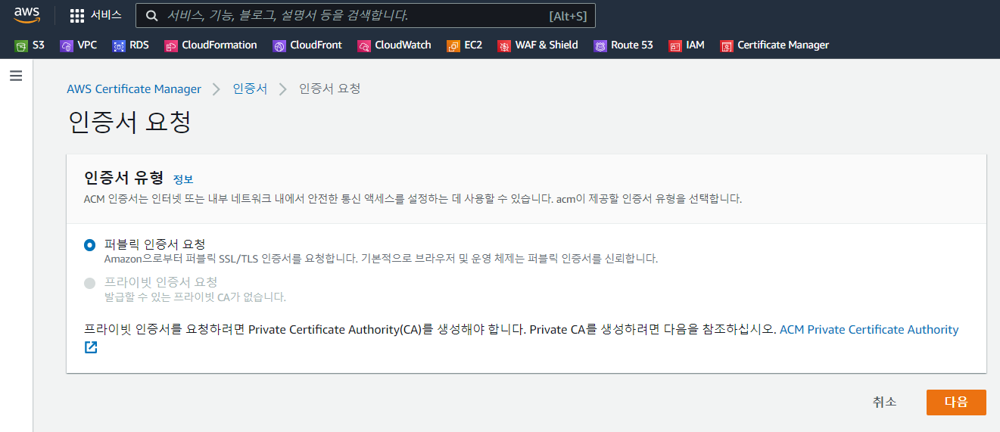 aws 서비스 서비스, 기능, 블로그, 설명서 등을 검색합니다. [Alt+S]
S3 VPC RDS CloudFormation CloudFront CloudWatch EC2 WAF & Shield Route 53 IAM Certificate Manager
AWS Certificate Manager > 인증서 > 인증서 요청
인증서 요청
인증서 유형 정보
ACM 인증서는 인터넷 또는 내부 네트워크 내에서 안전한 통신 액세스를 설정하는 데 사용할 수 있습니다. acm이 제공할 인증서 유형을 선택합니다.
퍼블릭 인증서 요청
Amazon으로부터 퍼블릭 SSL/TLS 인증서를 요청합니다. 기본적으로 브라우저 및 운영 체제는 퍼블릭 인증서를 신뢰합니다.
프라이빗 인증서 요청
발급할 수 있는 프라이빗 CA가 없습니다.
프라이빗 인증서를 요청하려면 Private Certificate Authority(CA)를 생성해야 합니다. Private CA를 생성하려면 다음을 참조하십시오. ACM Private Certificate Authority
취소 다음